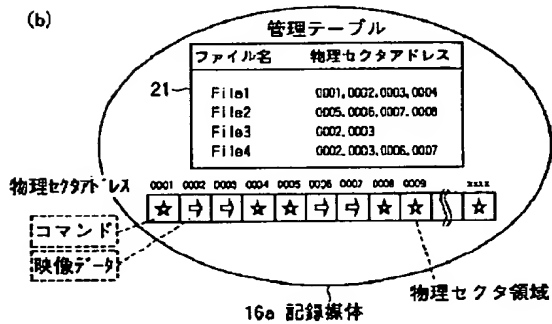 (b)
管理テーブル
ファイル名 物理セクタアドレス
21
File1 0001,0002,0003,0004
File2 0005,0006,0007,0008
File3 0002,0003
File4 0002,0003,0006,0007
物理セクタアドレス 0001 0002 0003 0004 0005 0006 0007 0008 0009 xxxx
コマンド
映像データ
物理セクタ領域
16a 記録媒体